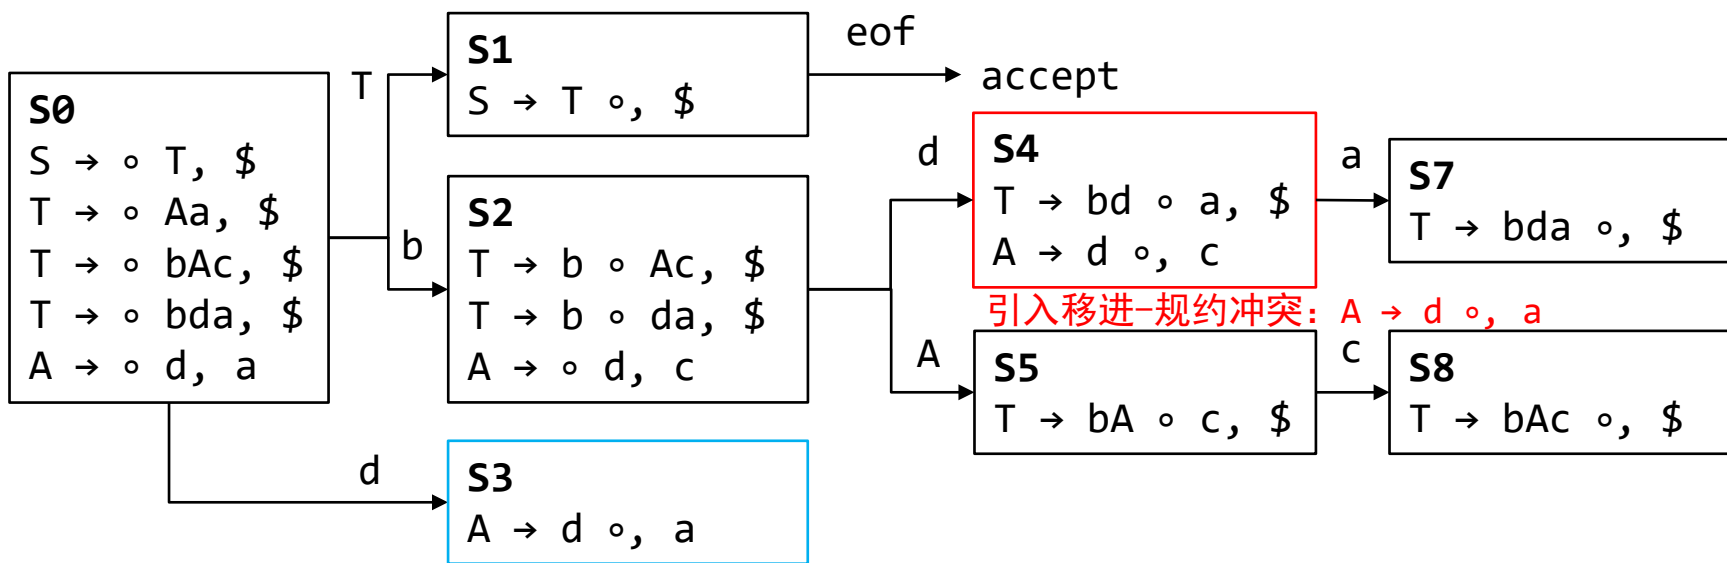 S0
S → ∘ T, $
T → ∘ Aa, $
T → ∘ bAc, $
T → ∘ bda, $
A → ∘ d, a
T
b
d
S1
S → T ∘, $
eof
accept
S2
T → b ∘ Ac, $
T → b ∘ da, $
A → ∘ d, c
S3
A → d ∘, a
d
A
S4
T → bd ∘ a, $
A → d ∘, c
引入移进-规约冲突: A → d ∘, a
S5
T → bA ∘ c, $
a
c
S7
T → bda ∘, $
S8
T → bAc ∘, $